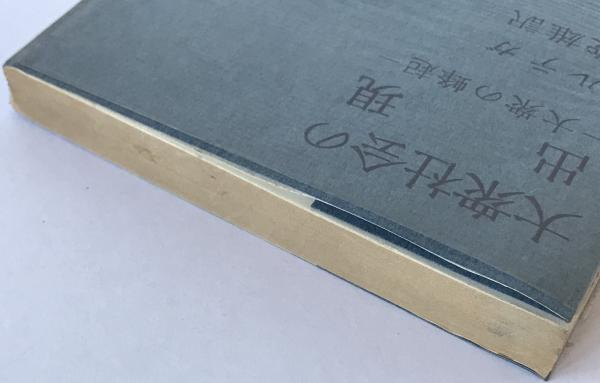 大衆社会の
出現
—大衆の蜂起—
ルテガ
雄訳